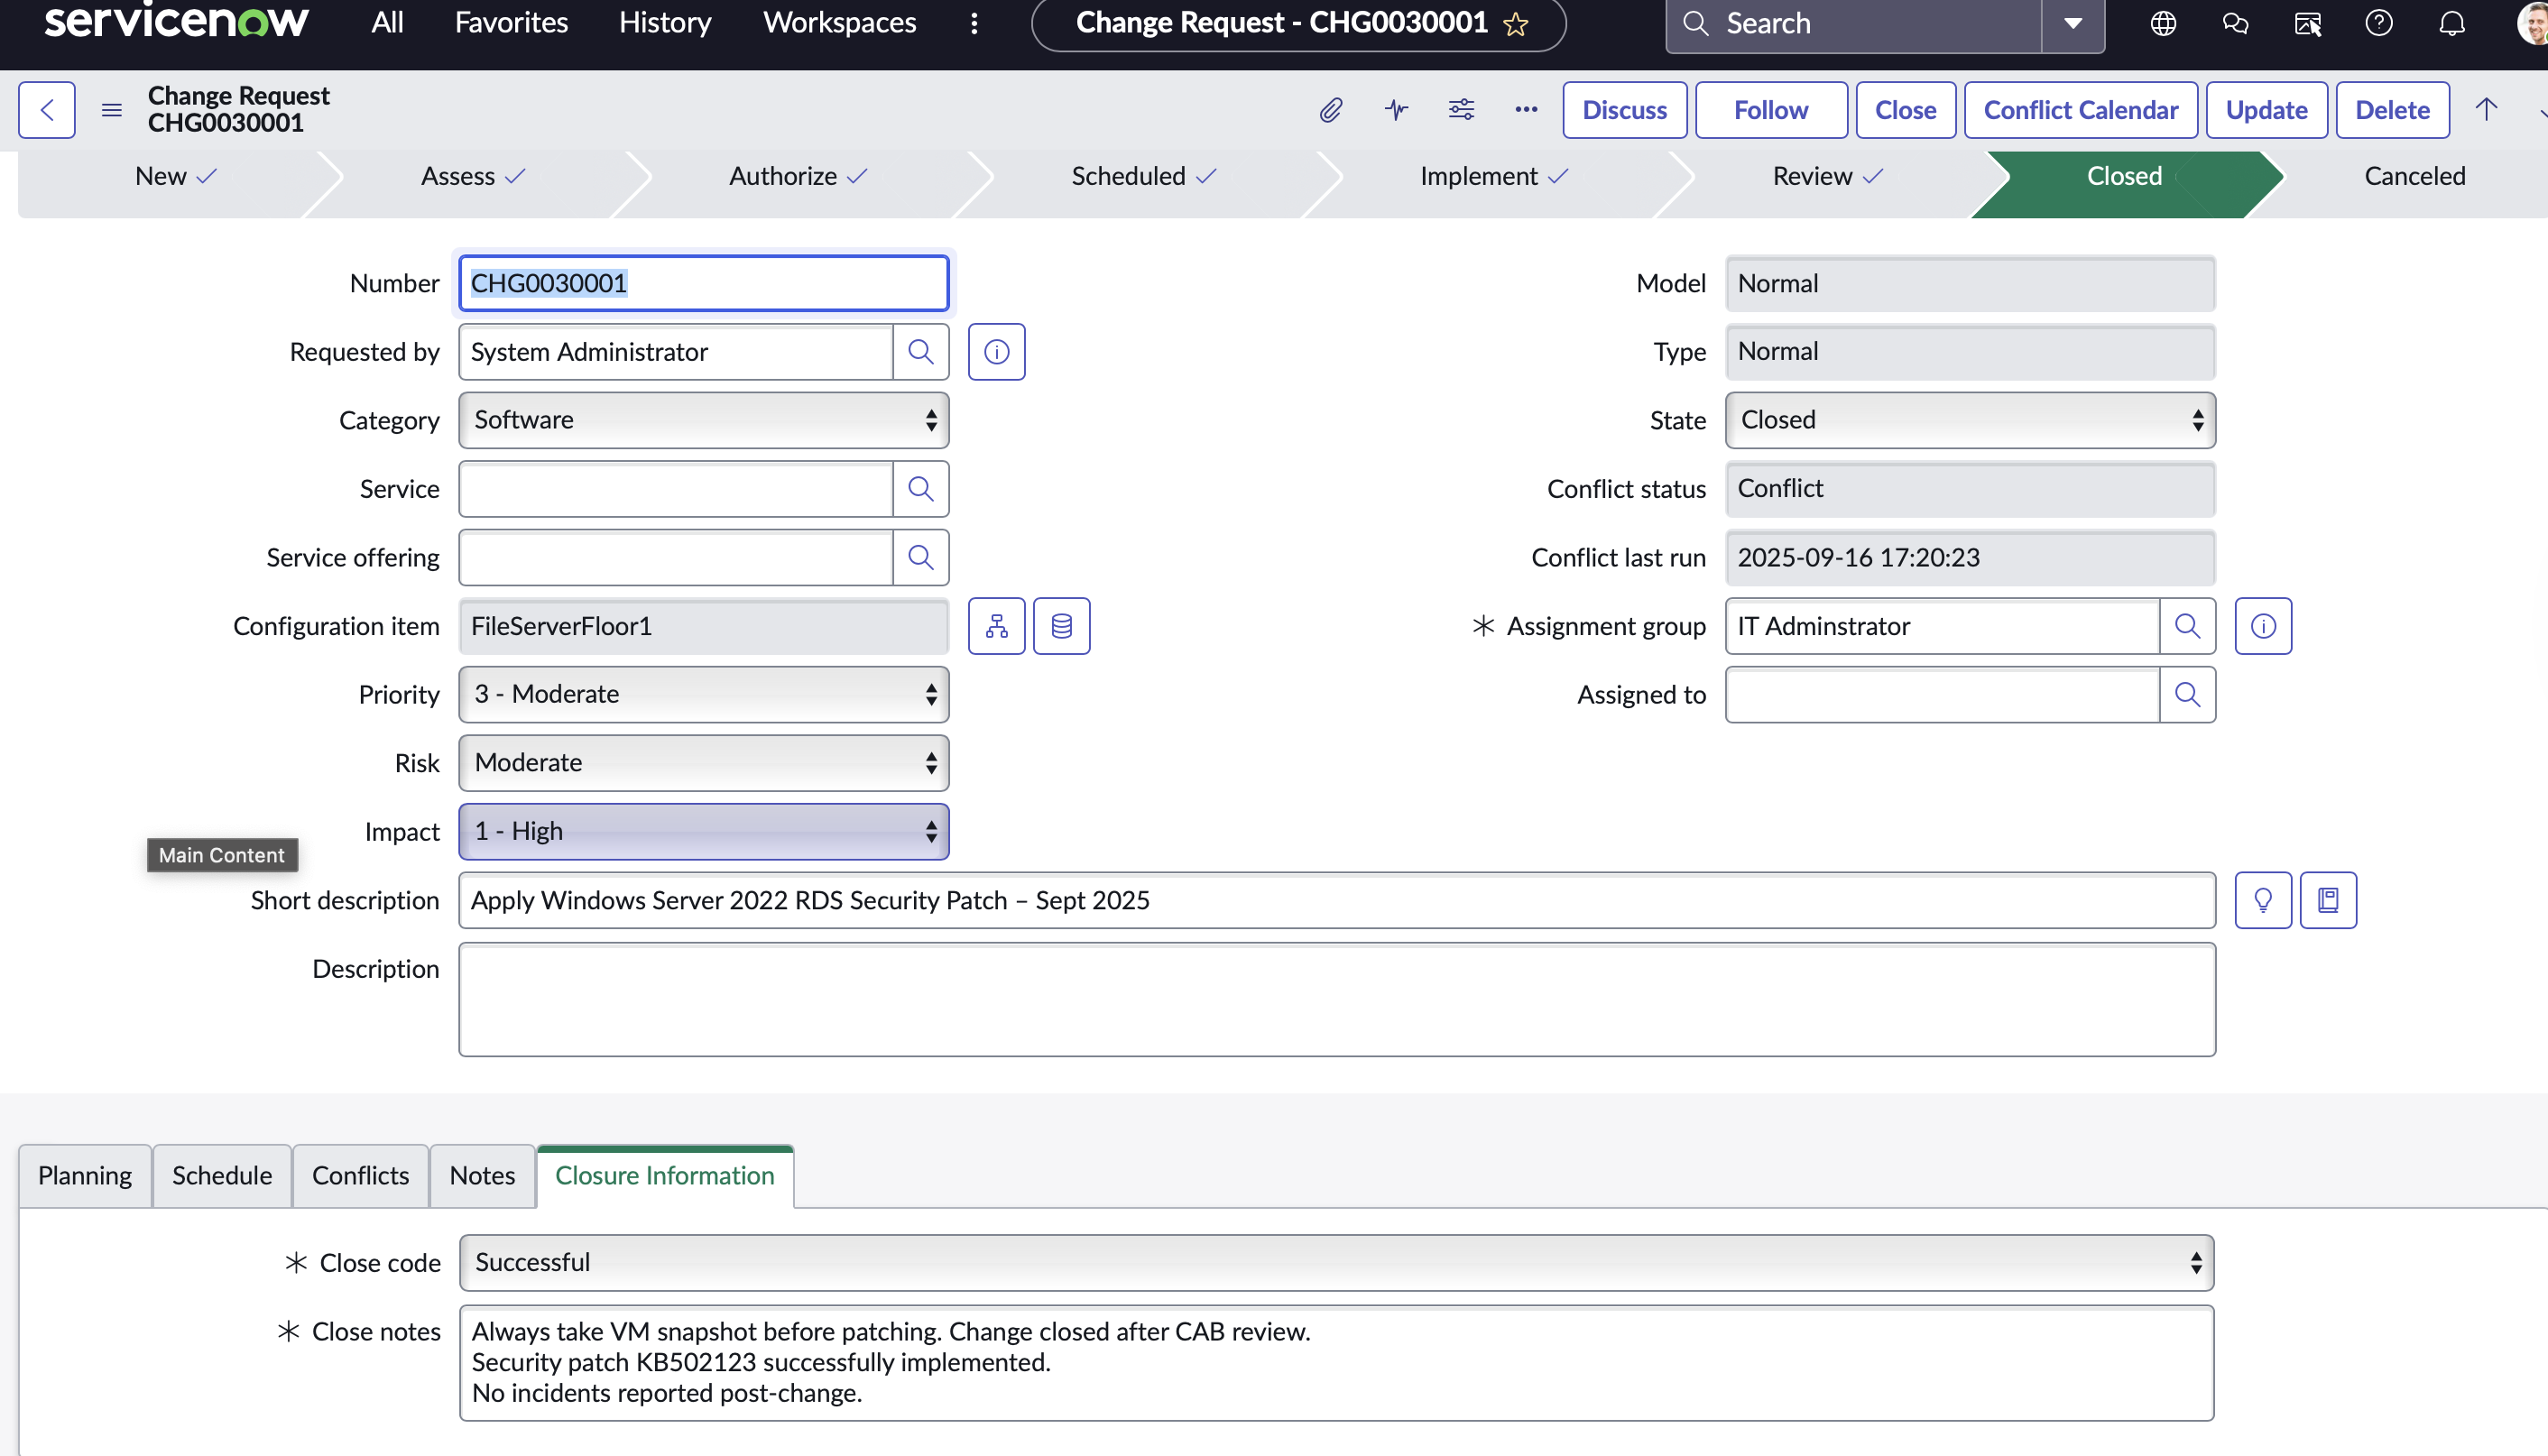 servicenow All Favorites History Workspaces Change Request - CHG0030001 Search
Change Request
CHG0030001
Discuss Follow Close Conflict Calendar Update Delete
New Assess Authorize Scheduled Implement Review Closed Canceled
Number CHG0030001
Model Normal
Requested by System Administrator
Type Normal
Category Software
State Closed
Service
Conflict status Conflict
Service offering
Conflict last run 2025-09-16 17:20:23
Configuration item FileServerFloor1
* Assignment group IT Adminstrator
Priority 3 - Moderate
Assigned to
Risk Moderate
Impact 1 - High
Main Content
Short description Apply Windows Server 2022 RDS Security Patch – Sept 2025
Description
Planning Schedule Conflicts Notes Closure Information
* Close code Successful
* Close notes Always take VM snapshot before patching. Change closed after CAB review.
Security patch KB502123 successfully implemented.
No incidents reported post-change.